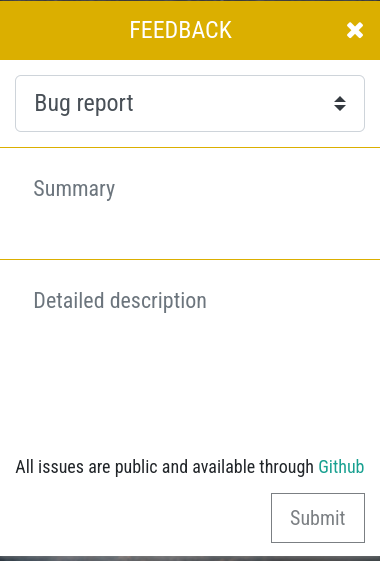 FEEDBACK
Bug report
Summary
Detailed description
All issues are public and available through Github
Submit